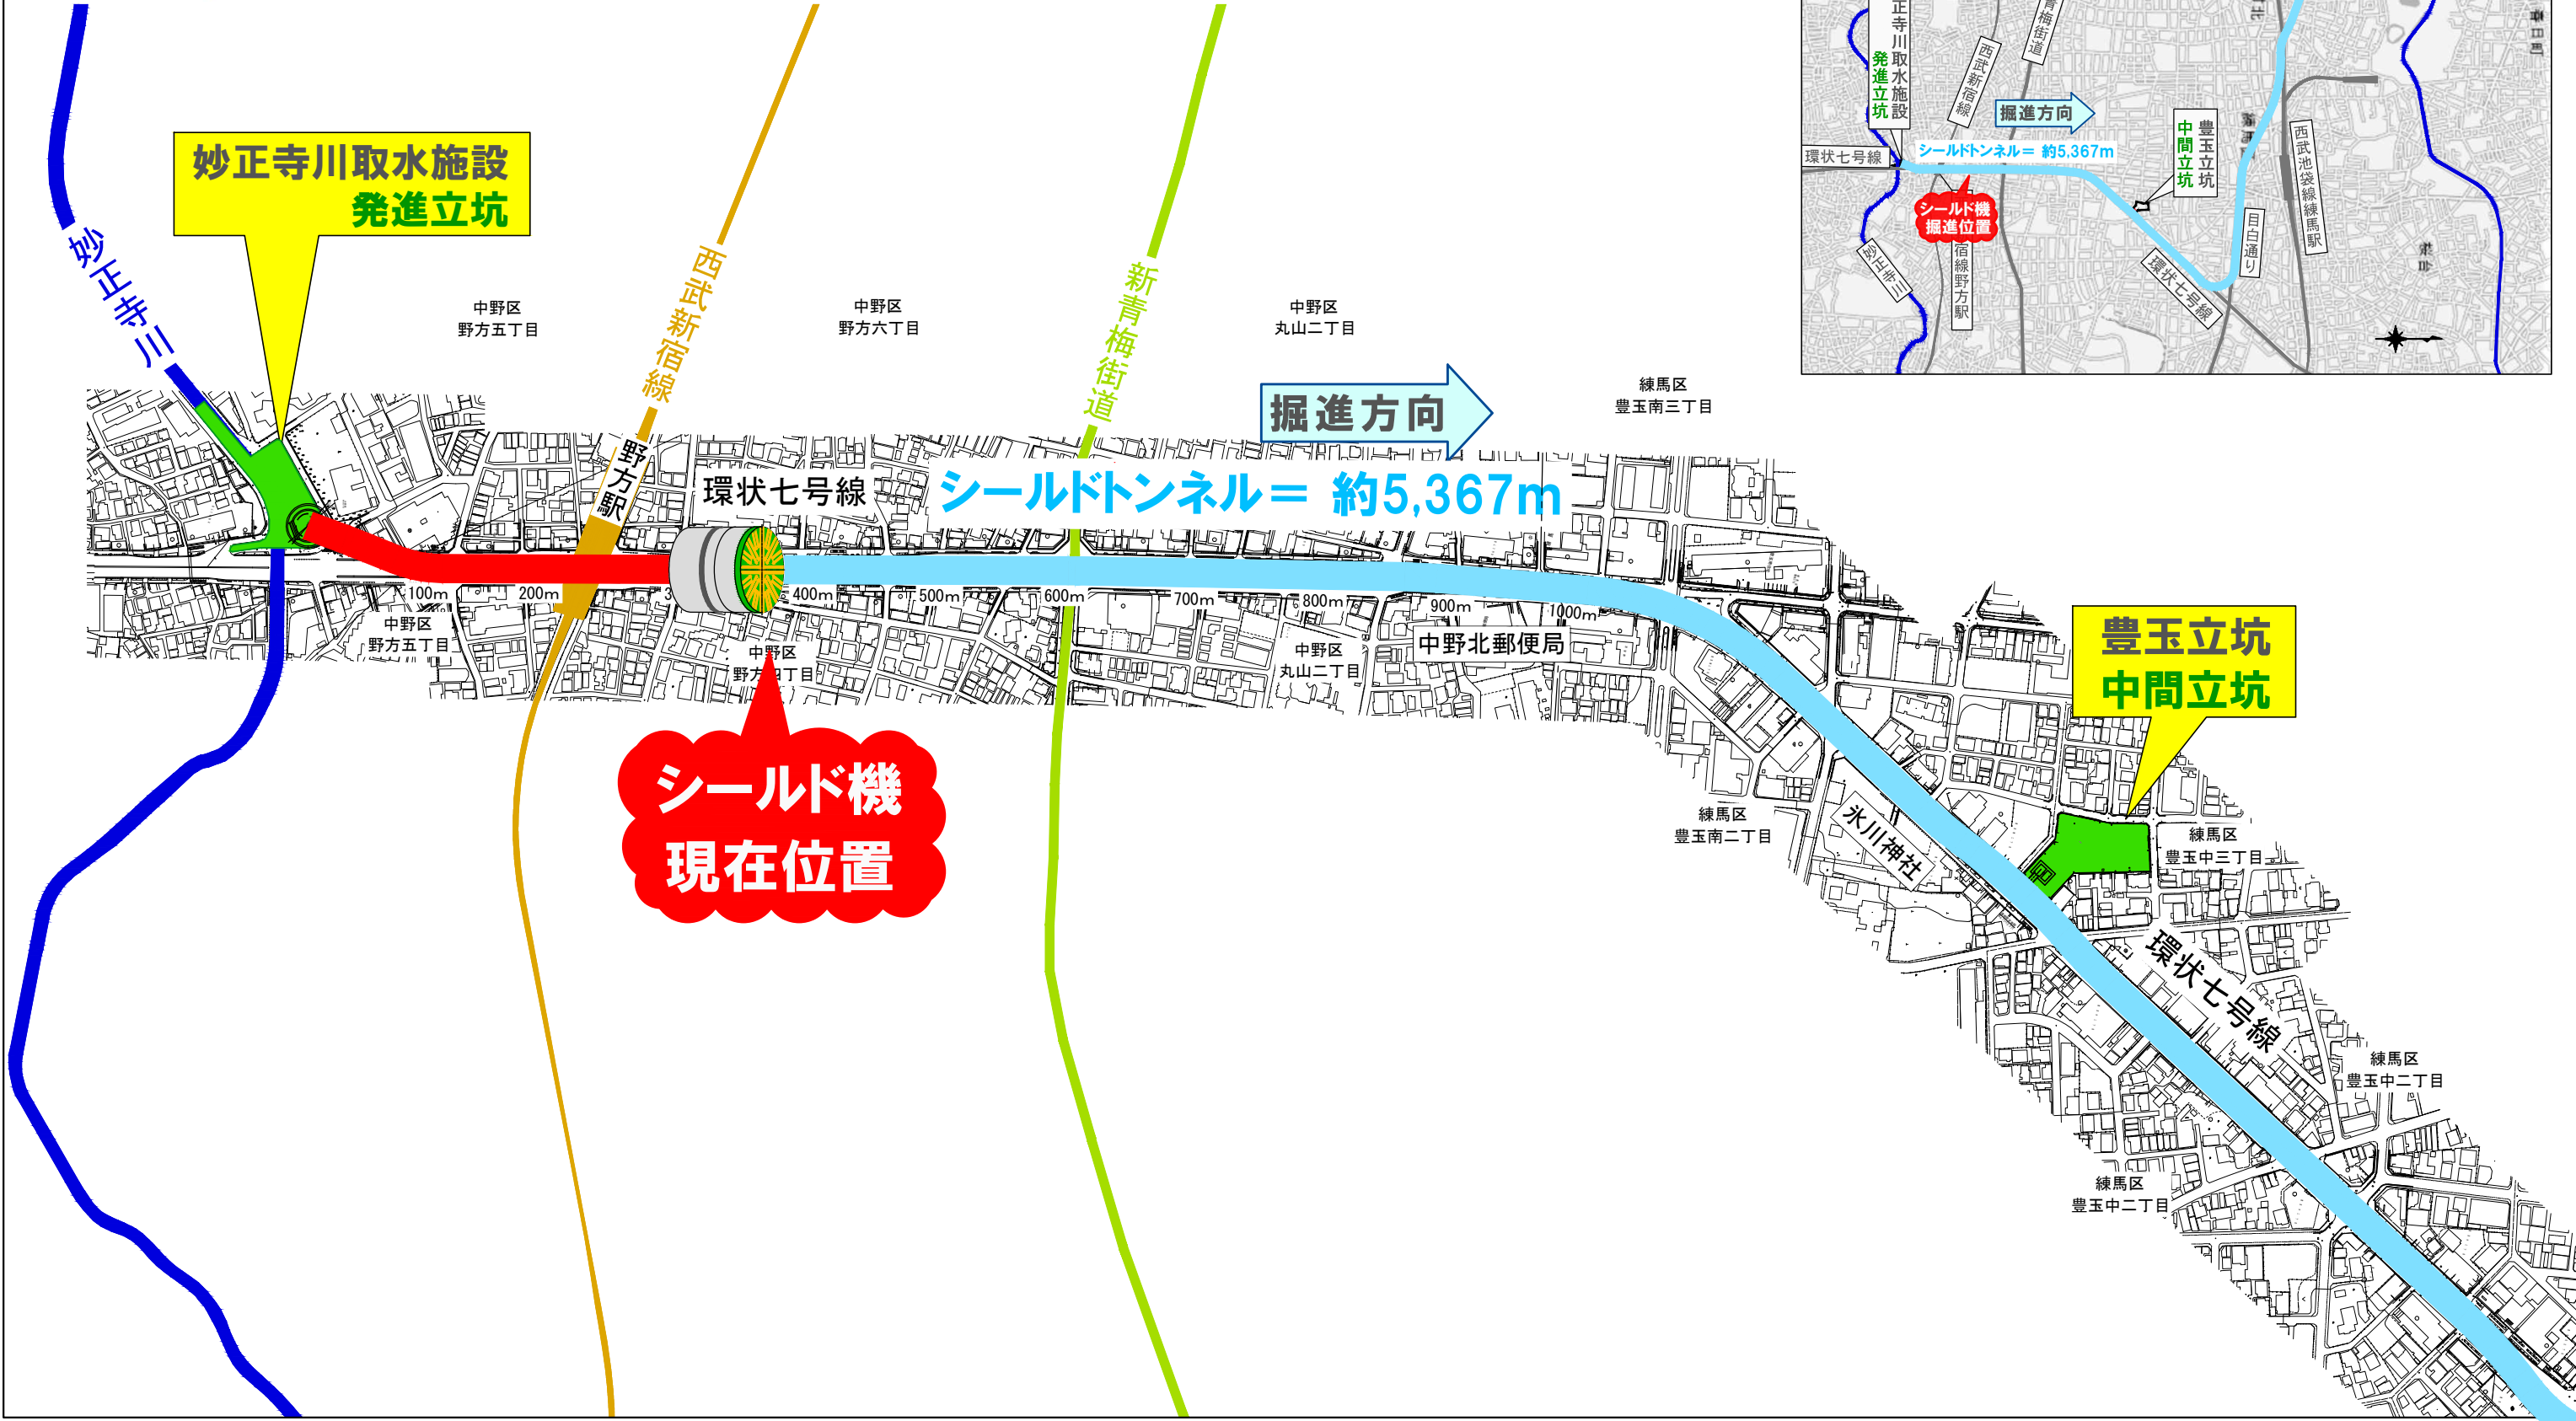 妙正寺川取水施設
発進立坑
妙正寺川
西武新宿線
新青梅街道
中野区
野方五丁目
中野区
野方六丁目
中野区
丸山二丁目
掘進方向
練馬区
豊玉南三丁目
野方駅
環状七号線
シールドトンネル＝ 約5,367m
100m
200m
400m
500m
600m
700m
800m
900m
1000m
中野区
野方五丁目
中野区
野方四丁目
中野区
丸山二丁目
中野北郵便局
シールド機
現在位置
豊玉立坑
中間立坑
練馬区
豊玉南二丁目
氷川神社
練馬区
豊玉中三丁目
環状七号線
練馬区
豊玉中二丁目
練馬区
豊玉中二丁目
正寺川取水施設
発進立坑
西武新宿線
青梅街道
掘進方向
環状七号線
シールドトンネル＝ 約5,367m
シールド機
掘進位置
豊玉立坑
中間立坑
西武池袋線練馬駅
目白通り
環状七号線
妙正寺川
宿線野方駅
春日町
桜台